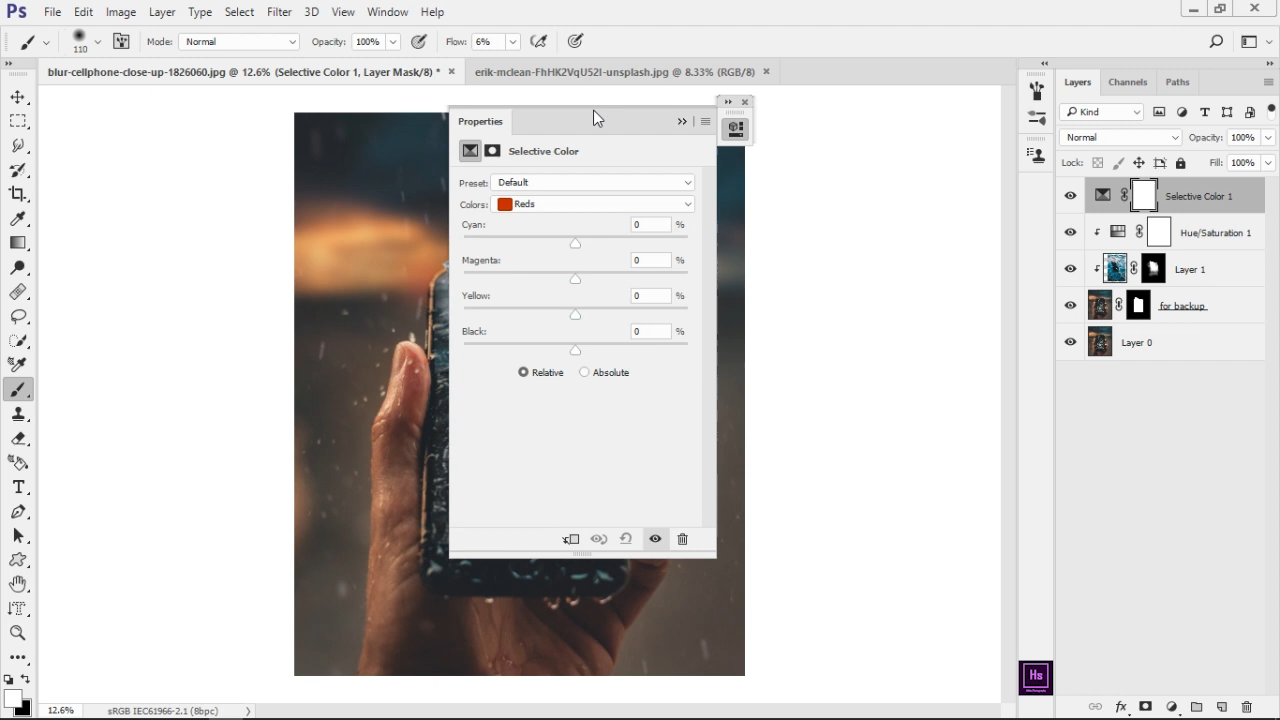 Ps File Edit Image Layer Type Select Filter 3D View Window Help
110 Mode: Normal Opacity: 100% Flow: 6%
blur-cellphone-close-up-1826060.jpg @ 12.6% (Selective Color 1, Layer Mask/8) * erik-mclean-FhHK2VqU52I-unsplash.jpg @ 8.33% (RGB/8)
Properties
Selective Color
Preset: Default
Colors: Reds
Cyan: 0 %
Magenta: 0 %
Yellow: 0 %
Black: 0 %
Relative Absolute
Layers Channels Paths
Kind
Normal Opacity: 100%
Lock: Fill: 100%
Selective Color 1
Hue/Saturation 1
Layer 1
for backup
Layer 0
Hs
12.6% sRGB IEC61966-2.1 (8bpc)